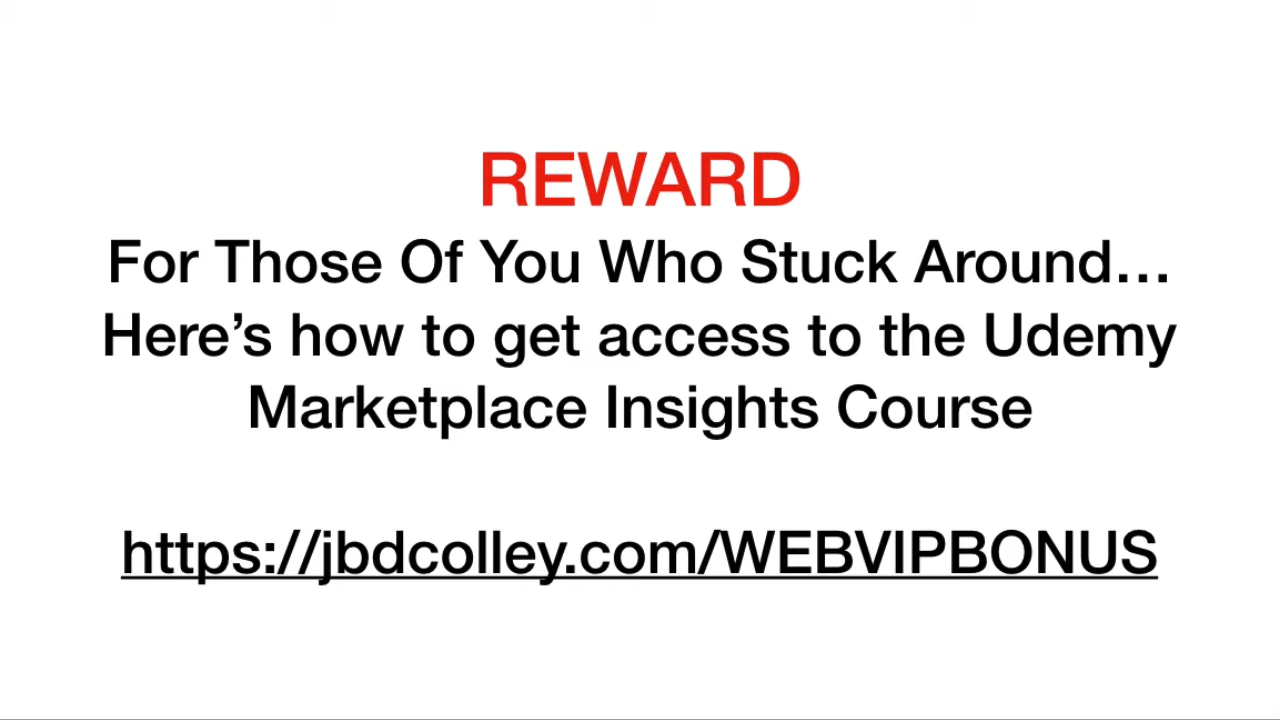 REWARD
For Those Of You Who Stuck Around…
Here’s how to get access to the Udemy
Marketplace Insights Course
https://jbdcolley.com/WEBVIPBONUS